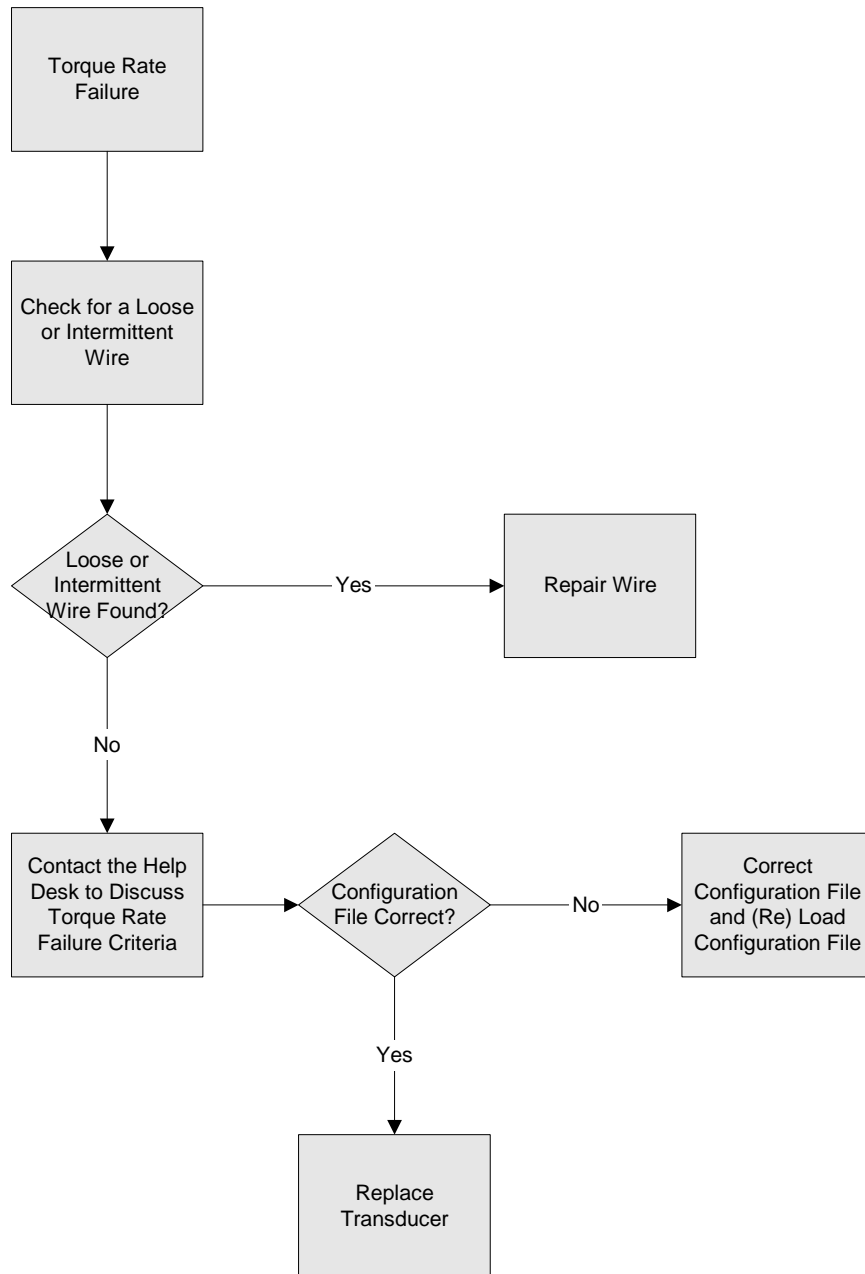 Torque Rate
Failure
Check for a Loose
or Intermittent
Wire
Loose or
Intermittent
Wire Found?
Yes
Repair Wire
No
Contact the Help
Desk to Discuss
Torque Rate
Failure Criteria
Configuration
File Correct?
No
Correct
Configuration File
and (Re) Load
Configuration File
Yes
Replace
Transducer